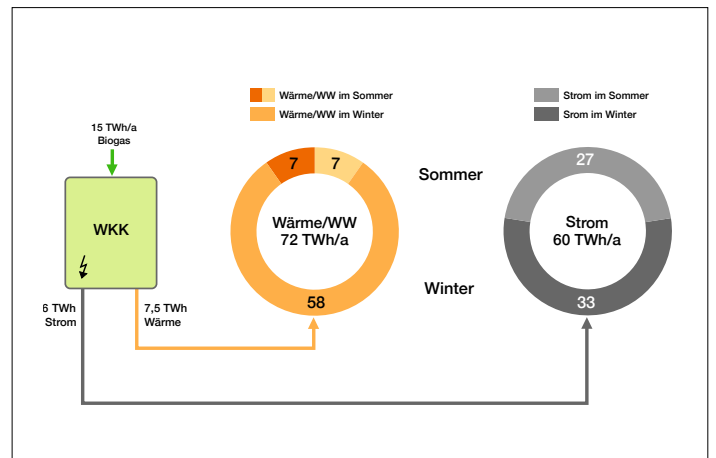 Wärme/WW im Sommer
Wärme/WW im Winter
Strom im Sommer
Srom im Winter
15 TWh/a
Biogas
WKK
6 TWh
Strom
7,5 TWh
Wärme
7
7
Wärme/WW
72 TWh/a
58
Sommer
Winter
27
Strom
60 TWh/a
33